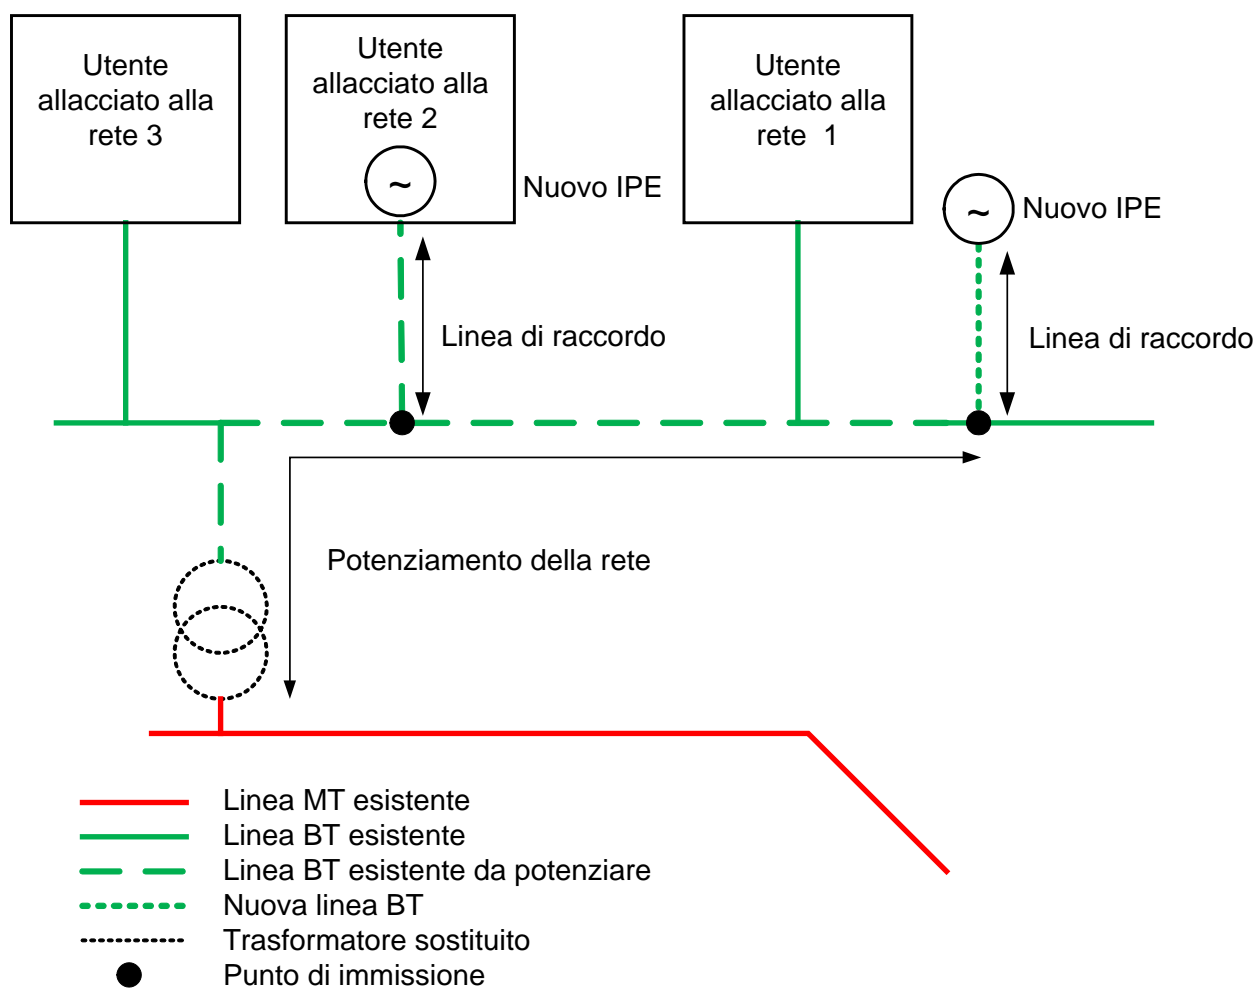 Utente
allacciato alla
rete 3
Utente
allacciato alla
rete 2
~
Nuovo IPE
Utente
allacciato alla
rete 1
~
Nuovo IPE
Linea di raccordo
Linea di raccordo
Potenziamento della rete
Linea MT esistente
Linea BT esistente
Linea BT esistente da potenziare
Nuova linea BT
Trasformatore sostituito
Punto di immissione